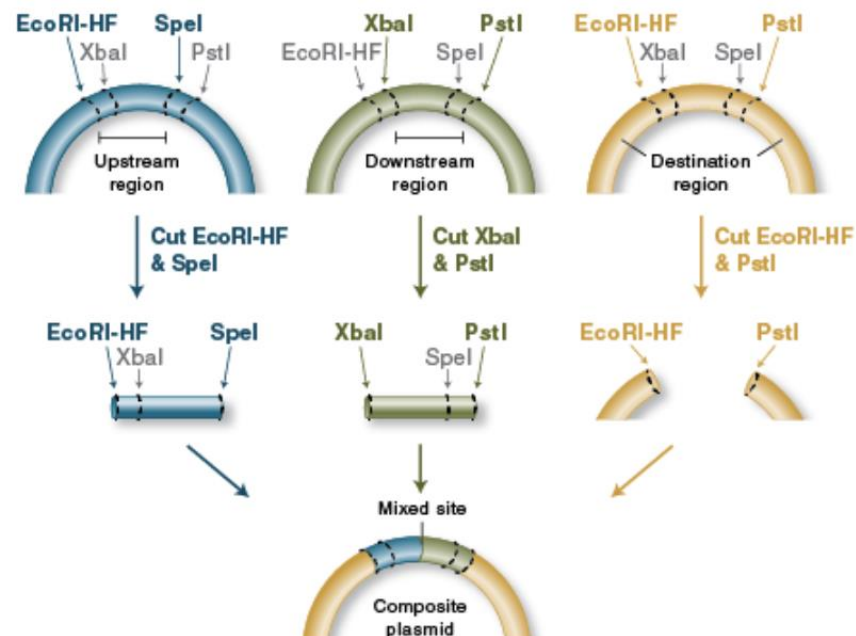 EcoRI-HF SpeI
XbaI PstI
XbaI PstI
EcoRI-HF SpeI
EcoRI-HF PstI
XbaI SpeI
Upstream
region
Downstream
region
Destination
region
Cut EcoRI-HF
& SpeI
Cut XbaI
& PstI
Cut EcoRI-HF
& PstI
EcoRI-HF SpeI
XbaI
XbaI PstI
SpeI
EcoRI-HF PstI
Mixed site
Composite
plasmid